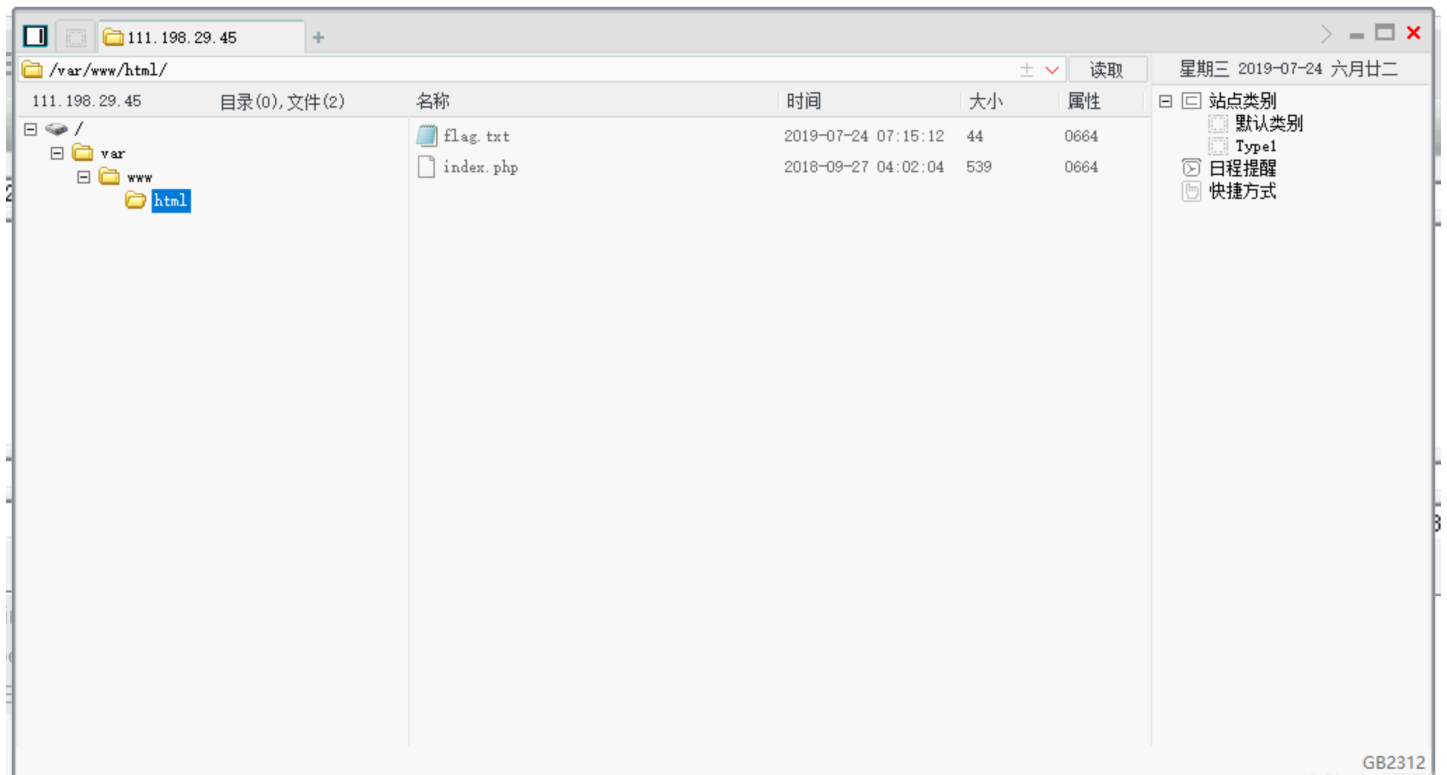 111.198.29.45 +
/var/www/html/ 读取 星期三 2019-07-24 六月廿二
111.198.29.45 目录(0),文件(2) 名称 时间 大小 属性
/
var
www
html
flag.txt 2019-07-24 07:15:12 44 0664
index.php 2018-09-27 04:02:04 539 0664
站点类别
默认类别
Type1
日程提醒
快捷方式
GB2312